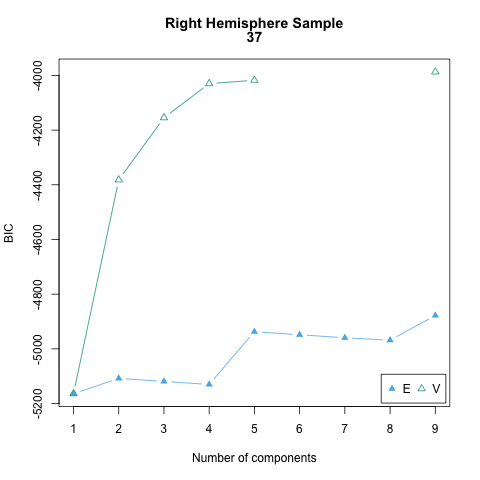 Right Hemisphere Sample
37
BIC
-4000
-4200
-4400
-4600
-4800
-5000
-5200
E V
1 2 3 4 5 6 7 8 9
Number of components